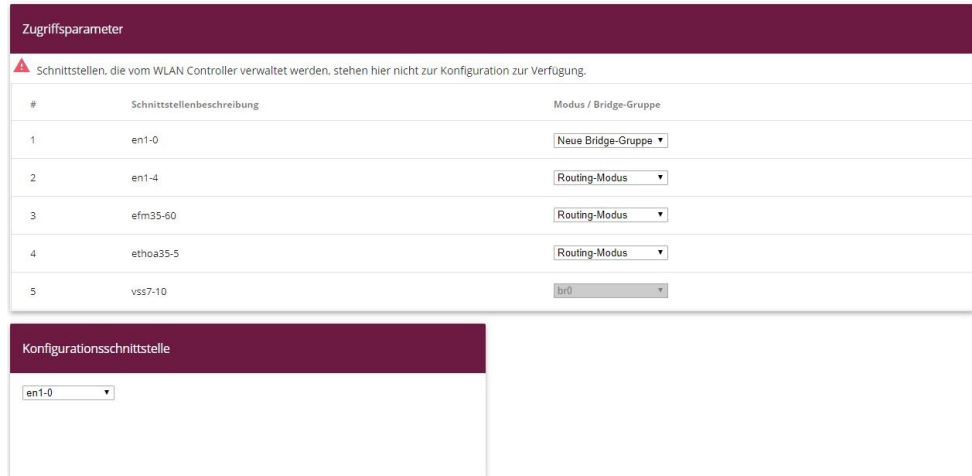 Zugriffsparameter
Schnittstellen, die vom WLAN Controller verwaltet werden, stehen hier nicht zur Konfiguration zur Verfügung.
# Schnittstellenbeschreibung Modus / Bridge-Gruppe
1 en1-0 Neue Bridge-Gruppe
2 en1-4 Routing-Modus
3 efm35-60 Routing-Modus
4 ethoa35-5 Routing-Modus
5 vss7-10 br0
Konfigurationsschnittstelle
en1-0